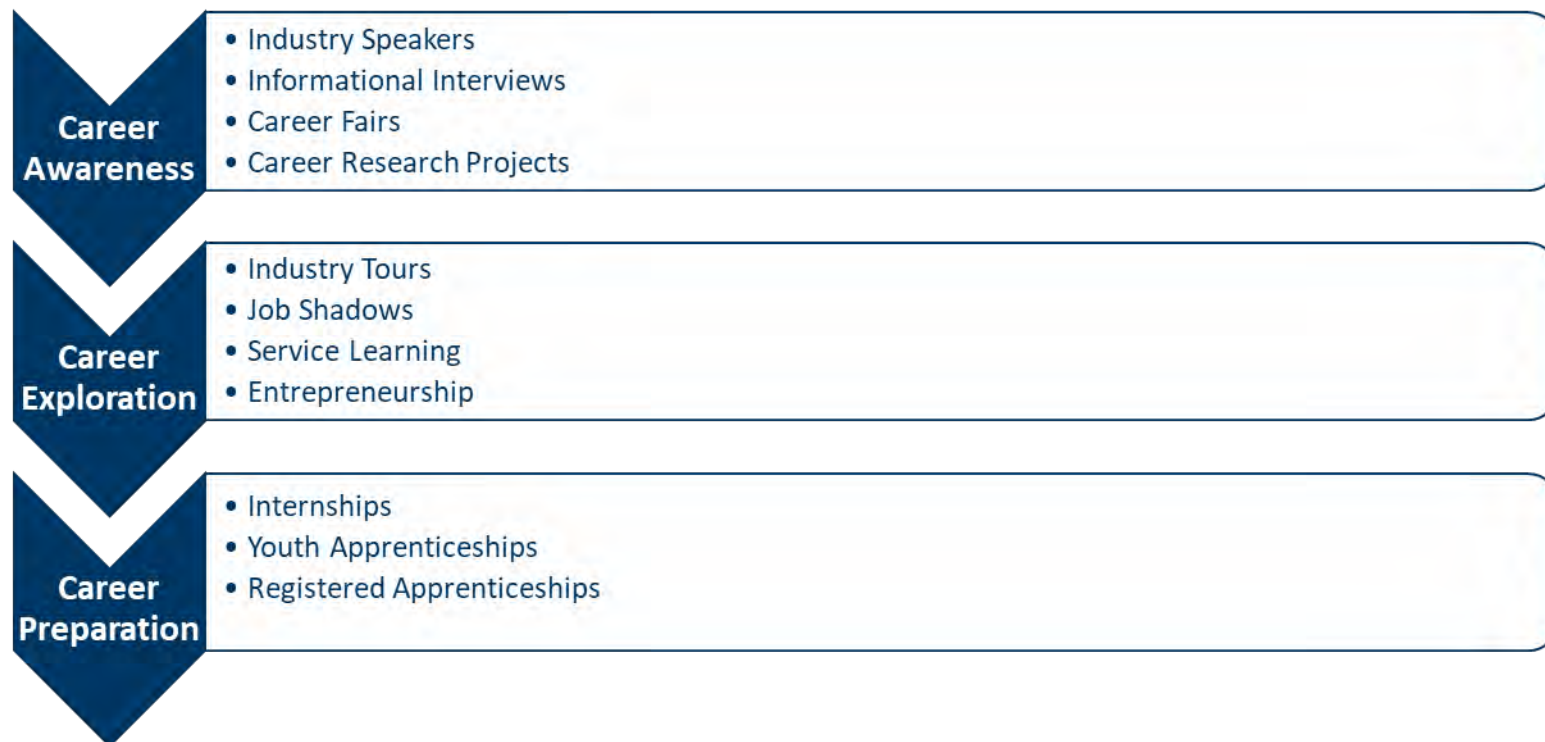 Career
Awareness
• Industry Speakers
• Informational Interviews
• Career Fairs
• Career Research Projects
Career
Exploration
• Industry Tours
• Job Shadows
• Service Learning
• Entrepreneurship
Career
Preparation
• Internships
• Youth Apprenticeships
• Registered Apprenticeships